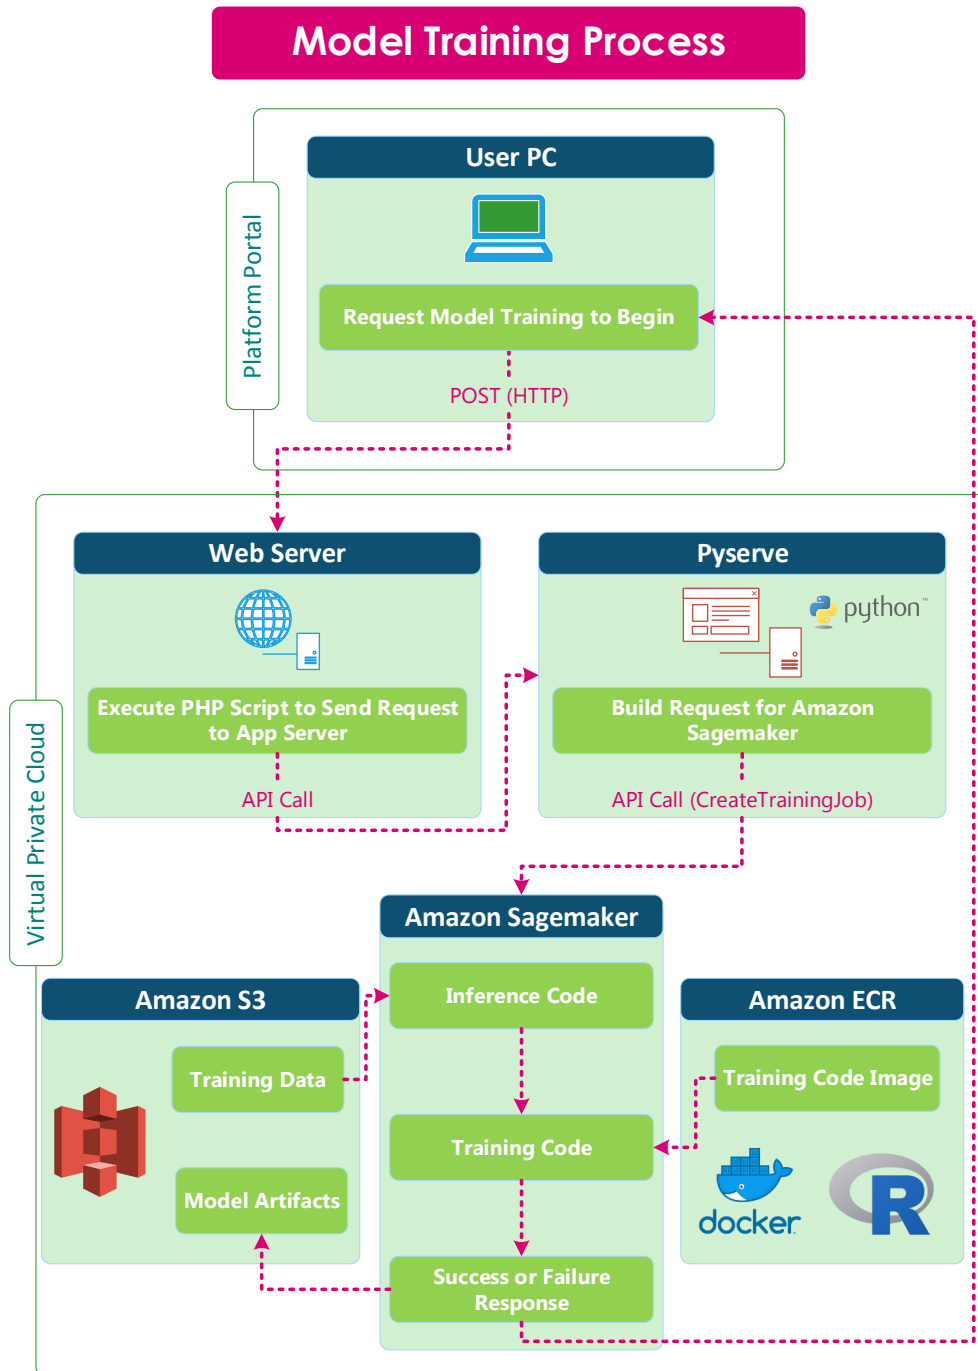 Model Training Process
User PC
Platform Portal
Request Model Training to Begin
POST (HTTP)
Virtual Private Cloud
Web Server
Execute PHP Script to Send Request
to App Server
API Call
Pyserve
python™
Build Request for Amazon
Sagemaker
API Call (CreateTrainingJob)
Amazon Sagemaker
Inference Code
Training Code
Success or Failure
Response
Amazon S3
Training Data
Model Artifacts
Amazon ECR
Training Code Image
docker
R